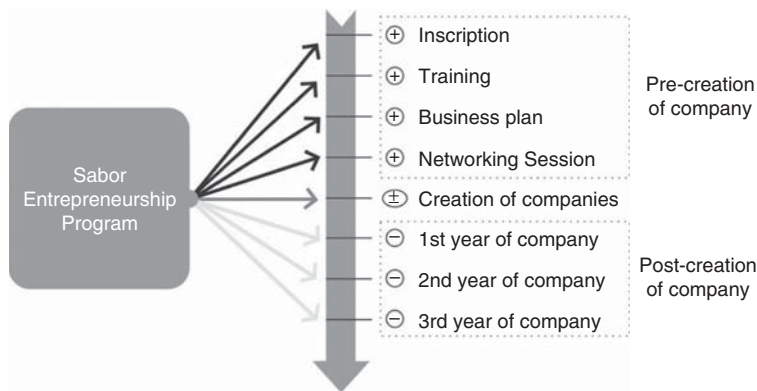 Sabor
Entrepreneurship
Program
+ Inscription
+ Training
+ Business plan
+ Networking Session
± Creation of companies
− 1st year of company
− 2nd year of company
− 3rd year of company
Pre-creation
of company
Post-creation
of company